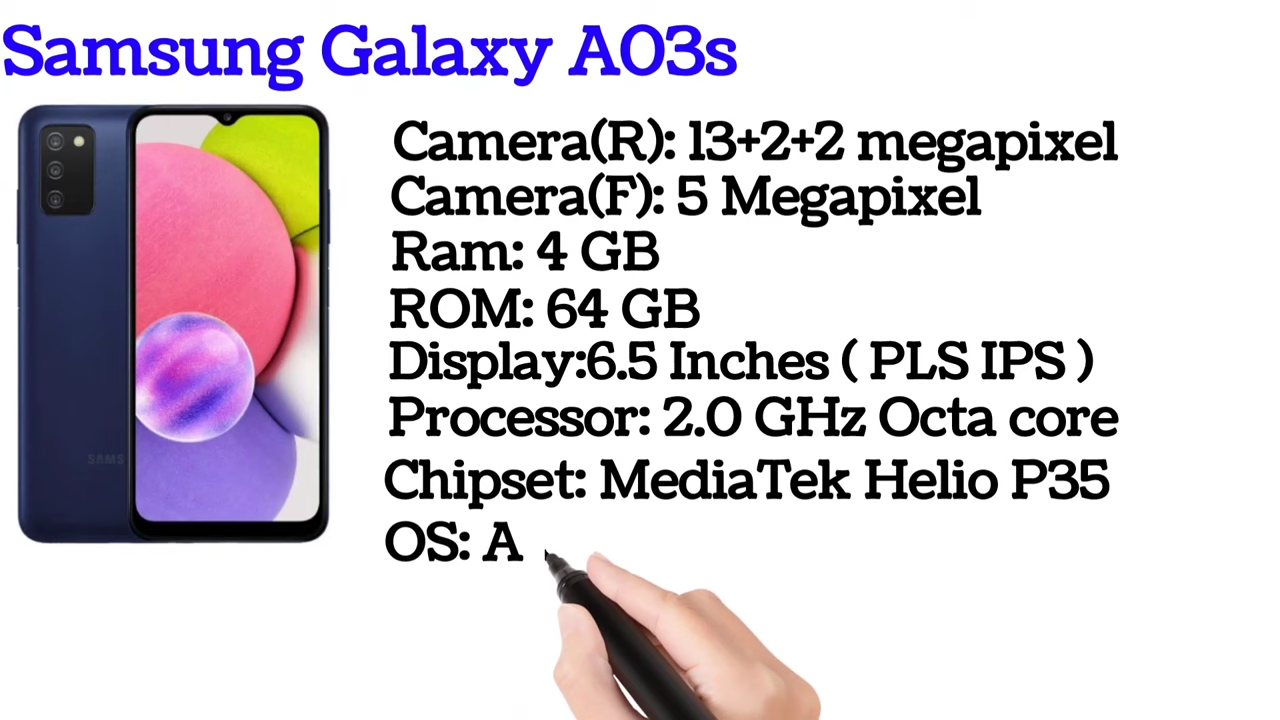 Samsung Galaxy A03s
Camera(R): 13+2+2 megapixel
Camera(F): 5 Megapixel
Ram: 4 GB
ROM: 64 GB
Display:6.5 Inches ( PLS IPS )
Processor: 2.0 GHz Octa core
Chipset: MediaTek Helio P35
SAMS
OS: A